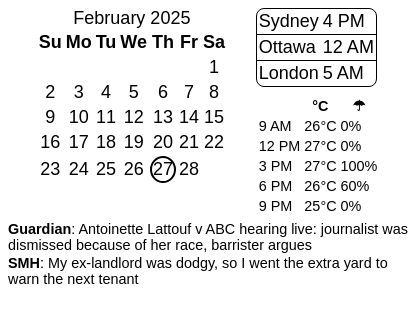 February 2025
Su Mo Tu We Th Fr Sa
1
2 3 4 5 6 7 8
9 10 11 12 13 14 15
16 17 18 19 20 21 22
23 24 25 26 27 28
Sydney 4 PM
Ottawa 12 AM
London 5 AM
°C ☂
9 AM 26°C 0%
12 PM 27°C 0%
3 PM 27°C 100%
6 PM 26°C 60%
9 PM 25°C 0%
Guardian: Antoinette Lattouf v ABC hearing live: journalist was
dismissed because of her race, barrister argues
SMH: My ex-landlord was dodgy, so I went the extra yard to
warn the next tenant